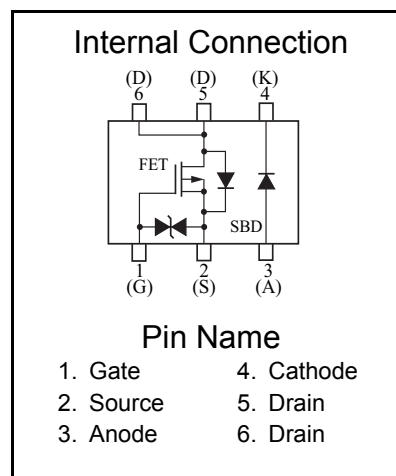 Internal Connection
(D) (D) (K)
6 5 4
FET
SBD
1 2 3
(G) (S) (A)
Pin Name
1. Gate 4. Cathode
2. Source 5. Drain
3. Anode 6. Drain